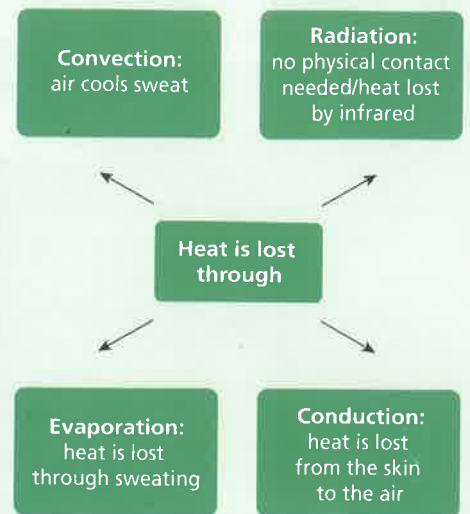 Convection:
air cools sweat
Radiation:
no physical contact
needed/heat lost
by infrared
Heat is lost
through
Evaporation:
heat is lost
through sweating
Conduction:
heat is lost
from the skin
to the air